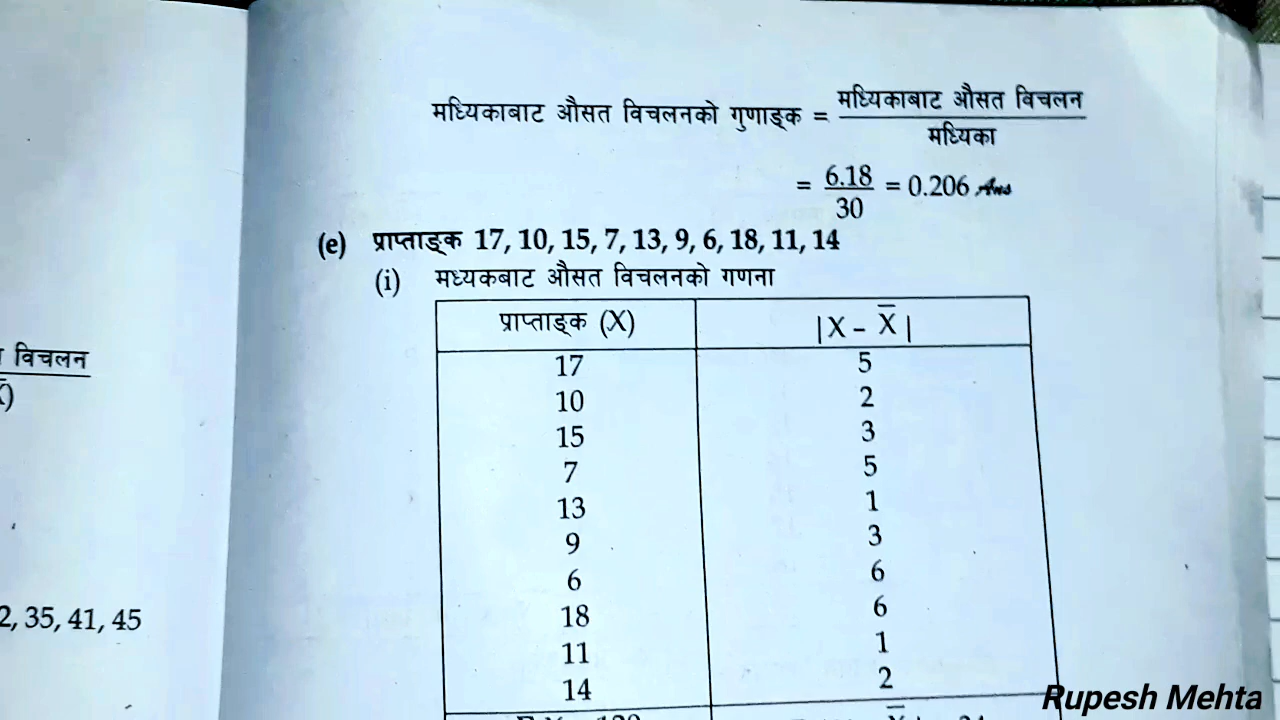 मध्यिकाबाट औसत विचलनको गुणाङ्क = मध्यिकाबाट औसत विचलन / मध्यिका
= 6.18 / 30 = 0.206 Ans
(e) प्राप्ताङ्क 17, 10, 15, 7, 13, 9, 6, 18, 11, 14
(i) मध्यकबाट औसत विचलनको गणना
प्राप्ताङ्क (X) |X - X̅|
17 5
10 2
15 3
7 5
13 1
9 3
6 6
18 6
11 1
14 2
विचलन
2, 35, 41, 45
Rupesh Mehta